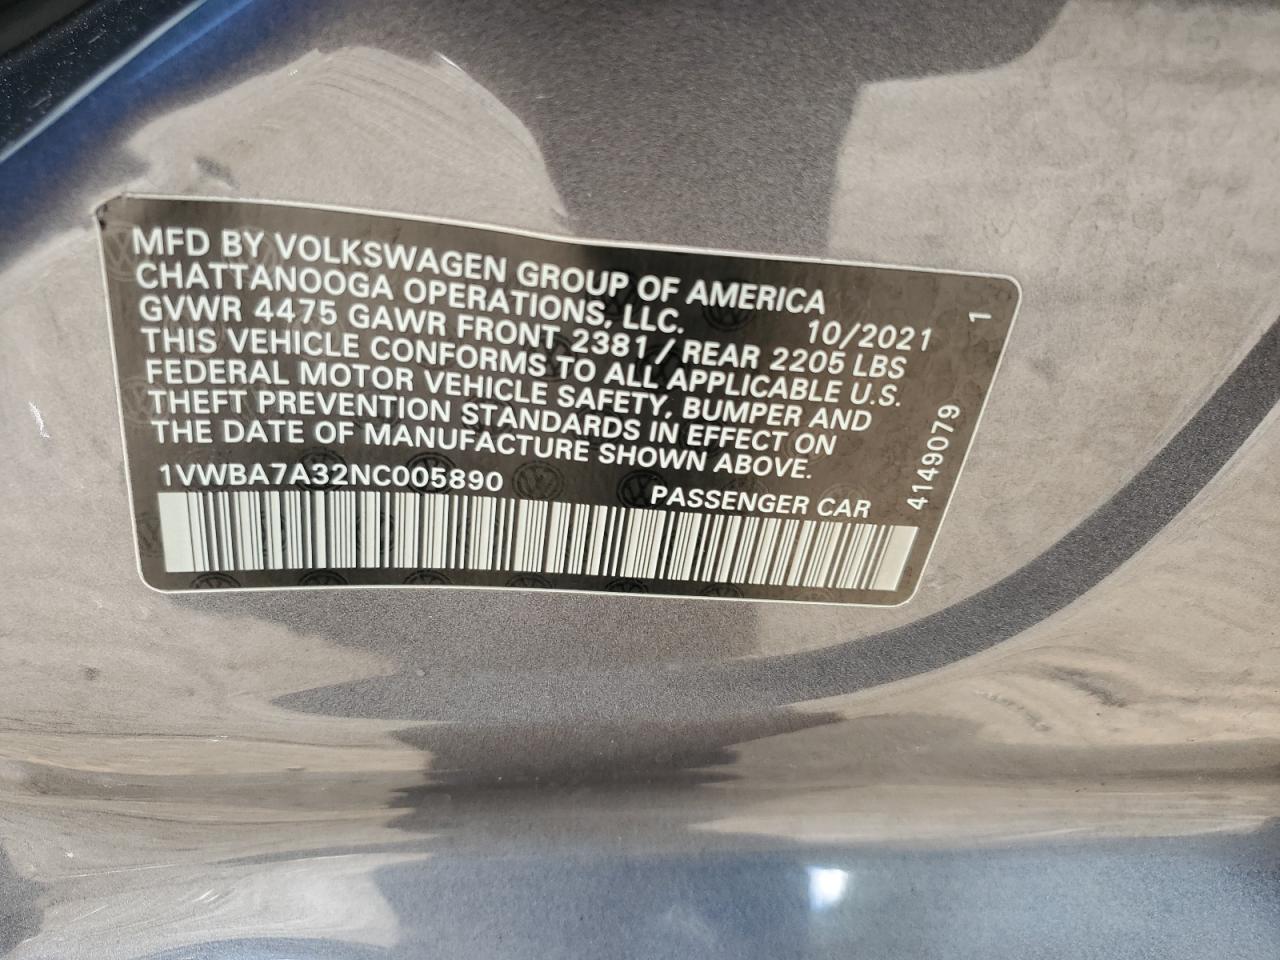 MFD BY VOLKSWAGEN GROUP OF AMERICA
CHATTANOOGA OPERATIONS, LLC. 10/2021 1
GVWR 4475 GAWR FRONT 2381 / REAR 2205 LBS
THIS VEHICLE CONFORMS TO ALL APPLICABLE U.S.
FEDERAL MOTOR VEHICLE SAFETY, BUMPER AND
THEFT PREVENTION STANDARDS IN EFFECT ON
THE DATE OF MANUFACTURE SHOWN ABOVE.
1VWBA7A32NC005890 PASSENGER CAR
4149079